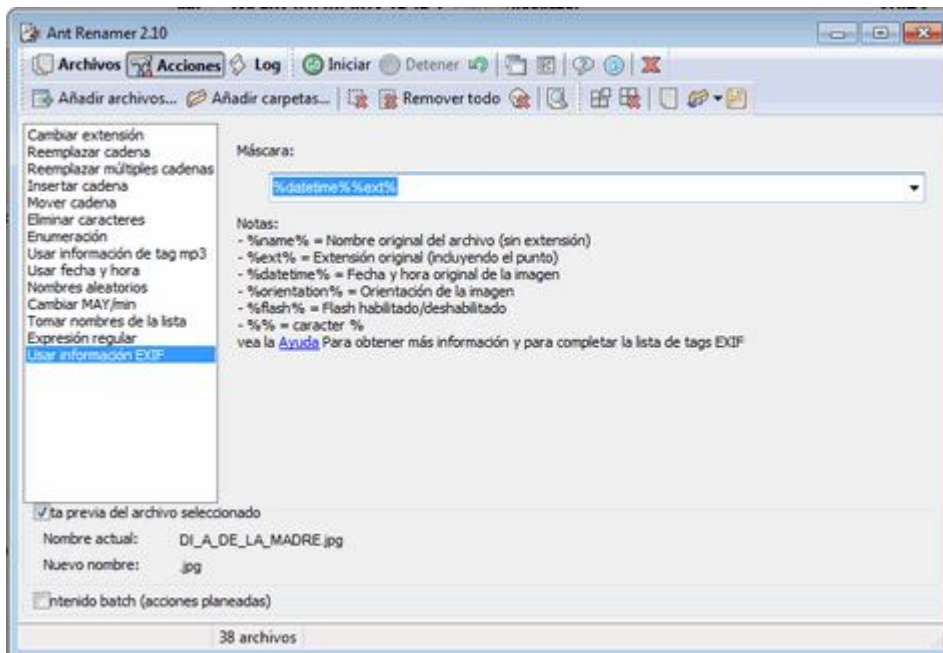 Ant Renamer 2.10
Archivos Acciones Log Iniciar Detener
Añadir archivos... Añadir carpetas... Remover todo
Cambiar extensión
Reemplazar cadena
Reemplazar múltiples cadenas
Insertar cadena
Mover cadena
Eliminar caracteres
Enumeración
Usar información de tag mp3
Usar fecha y hora
Nombres aleatorios
Cambiar MAY/min
Tomar nombres de la lista
Expresión regular
Usar información EXIF
Máscara:
%datetime%%ext%
Notas:
- %name% = Nombre original del archivo (sin extensión)
- %ext% = Extensión original (incluyendo el punto)
- %datetime% = Fecha y hora original de la imagen
- %orientation% = Orientación de la imagen
- %flash% = Flash habilitado/deshabilitado
- %% = caracter %
vea la Ayuda Para obtener más información y para completar la lista de tags EXIF
ta previa del archivo seleccionado
Nombre actual: DI_A_DE_LA_MADRE.jpg
Nuevo nombre: .jpg
ntenido batch (acciones planeadas)
38 archivos